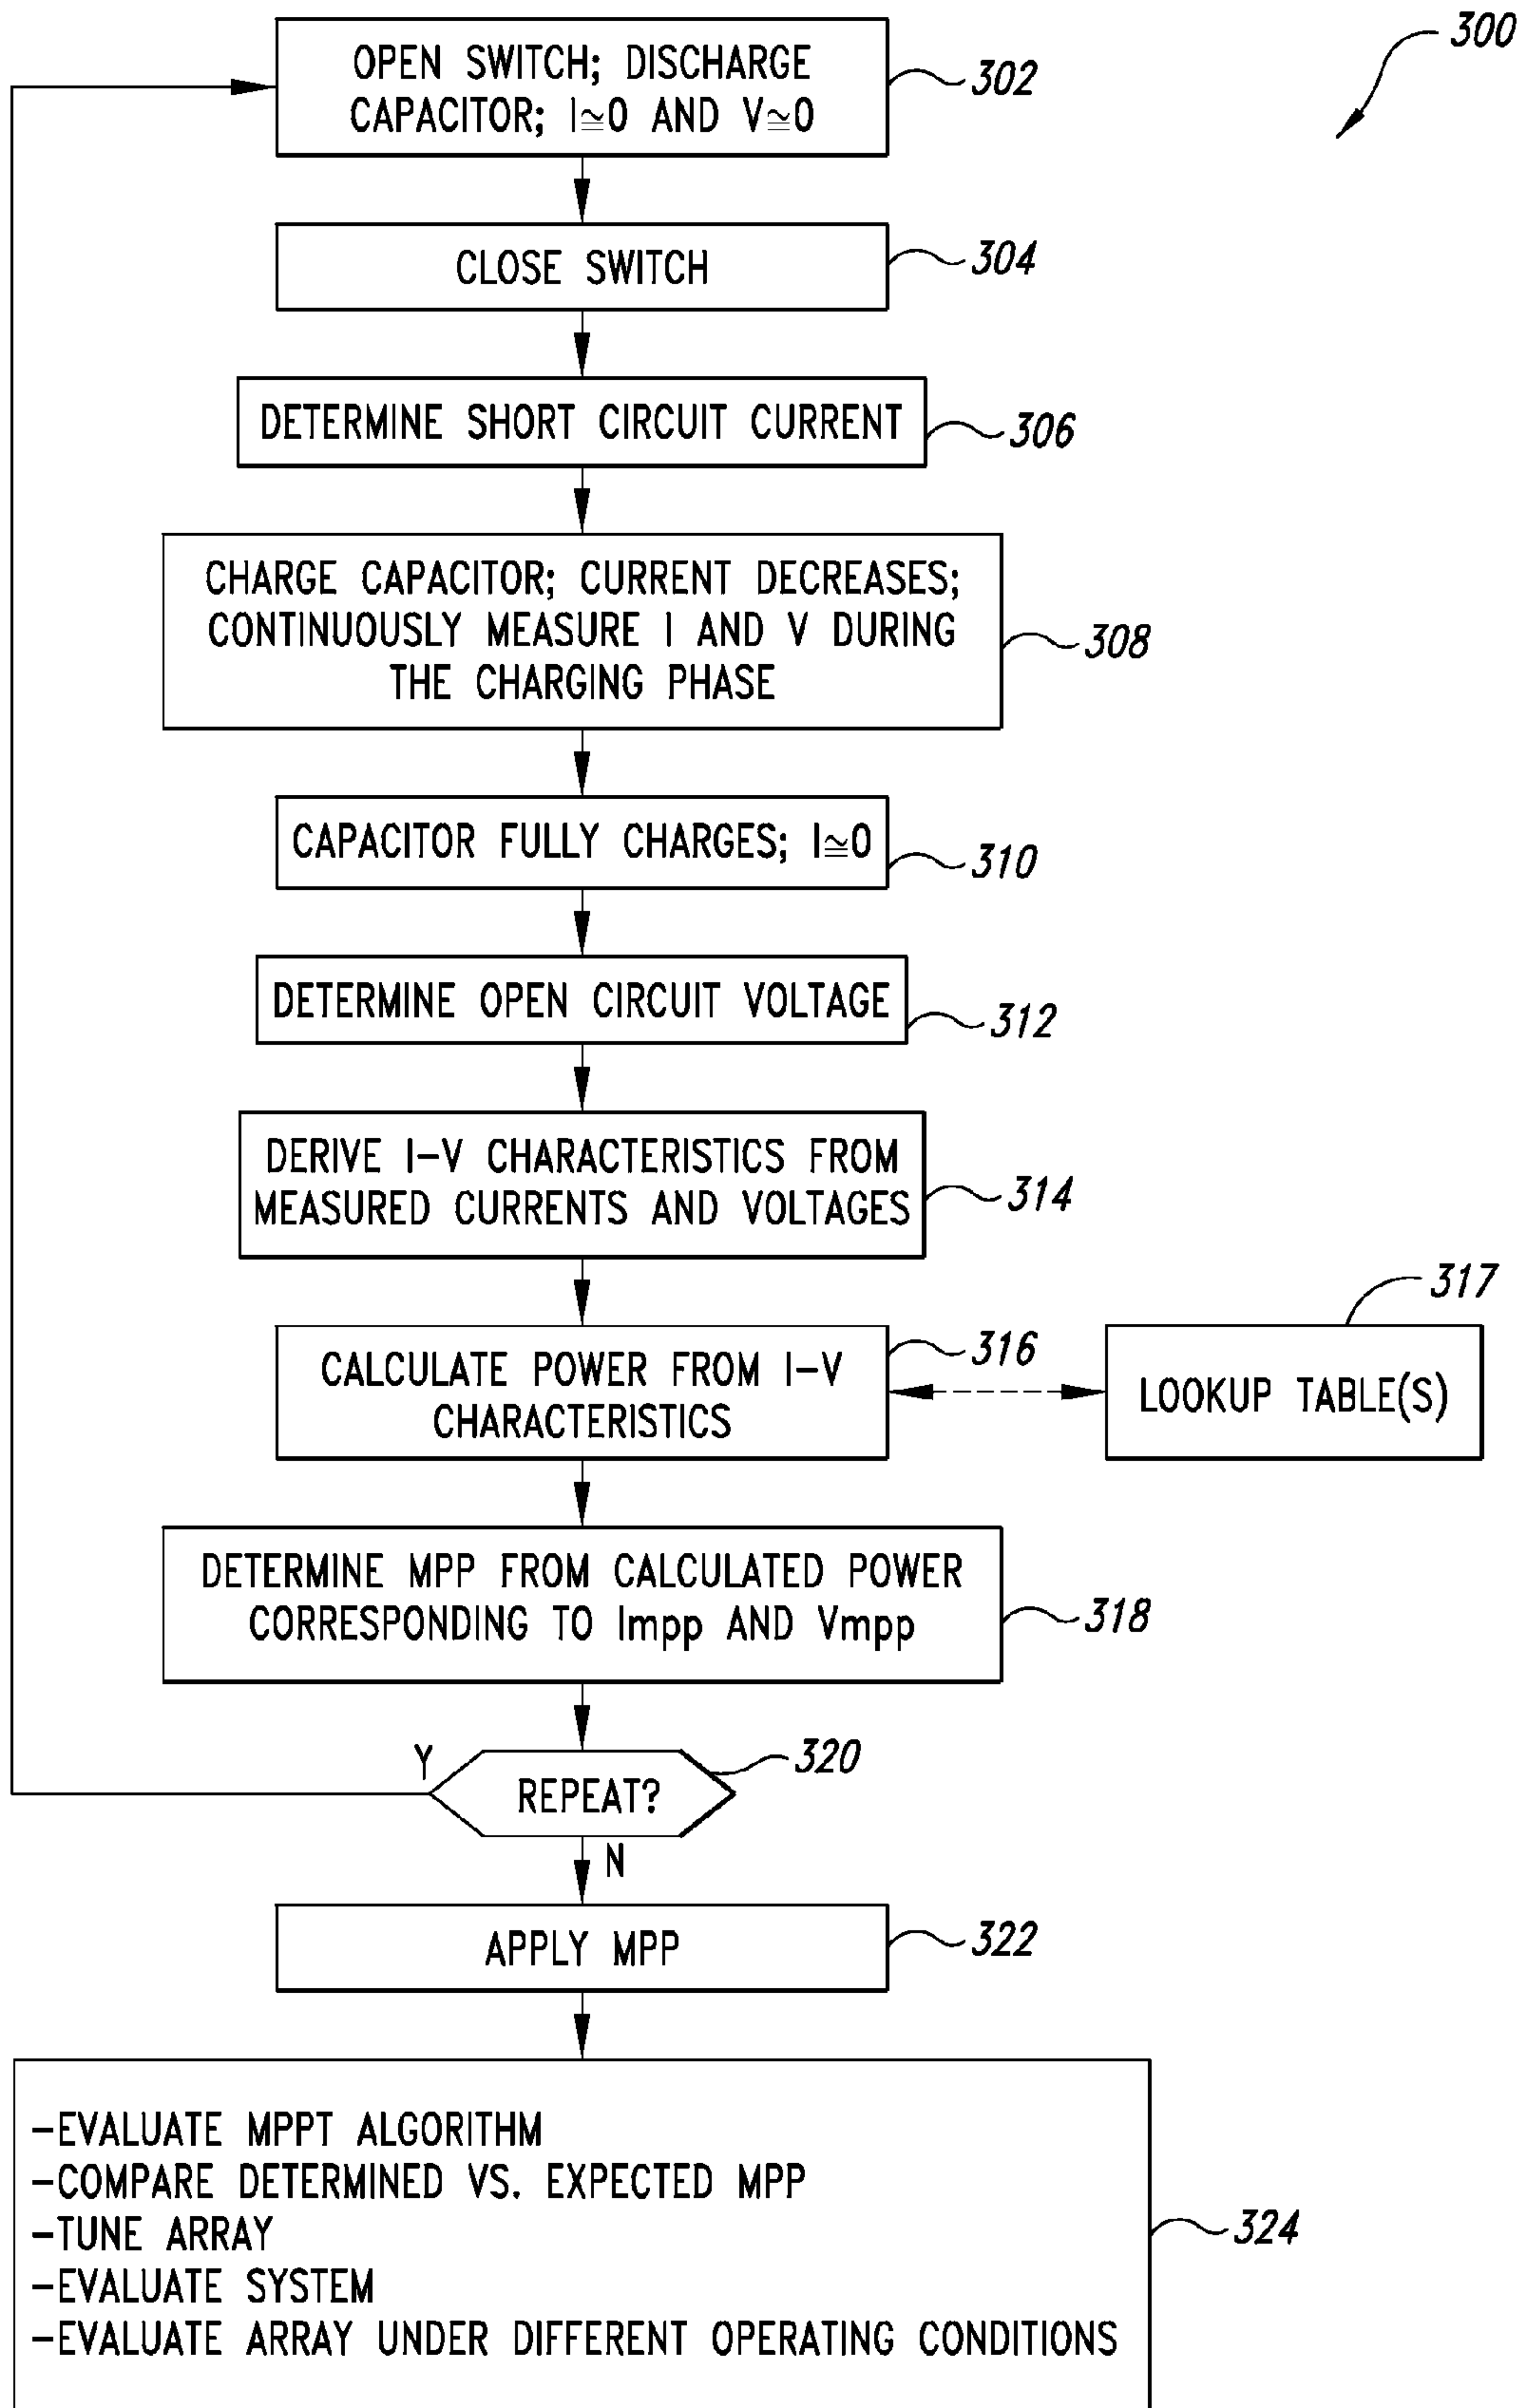 300
OPEN SWITCH; DISCHARGE
CAPACITOR; I≅0 AND V≅0
302
CLOSE SWITCH
304
DETERMINE SHORT CIRCUIT CURRENT
306
CHARGE CAPACITOR; CURRENT DECREASES;
CONTINUOUSLY MEASURE I AND V DURING
THE CHARGING PHASE
308
CAPACITOR FULLY CHARGES; I≅0
310
DETERMINE OPEN CIRCUIT VOLTAGE
312
DERIVE I-V CHARACTERISTICS FROM
MEASURED CURRENTS AND VOLTAGES
314
CALCULATE POWER FROM I-V
CHARACTERISTICS
316
317
LOOKUP TABLE(S)
DETERMINE MPP FROM CALCULATED POWER
CORRESPONDING TO Impp AND Vmpp
318
Y
REPEAT?
320
N
APPLY MPP
322
-EVALUATE MPPT ALGORITHM
-COMPARE DETERMINED VS. EXPECTED MPP
-TUNE ARRAY
-EVALUATE SYSTEM
-EVALUATE ARRAY UNDER DIFFERENT OPERATING CONDITIONS
324